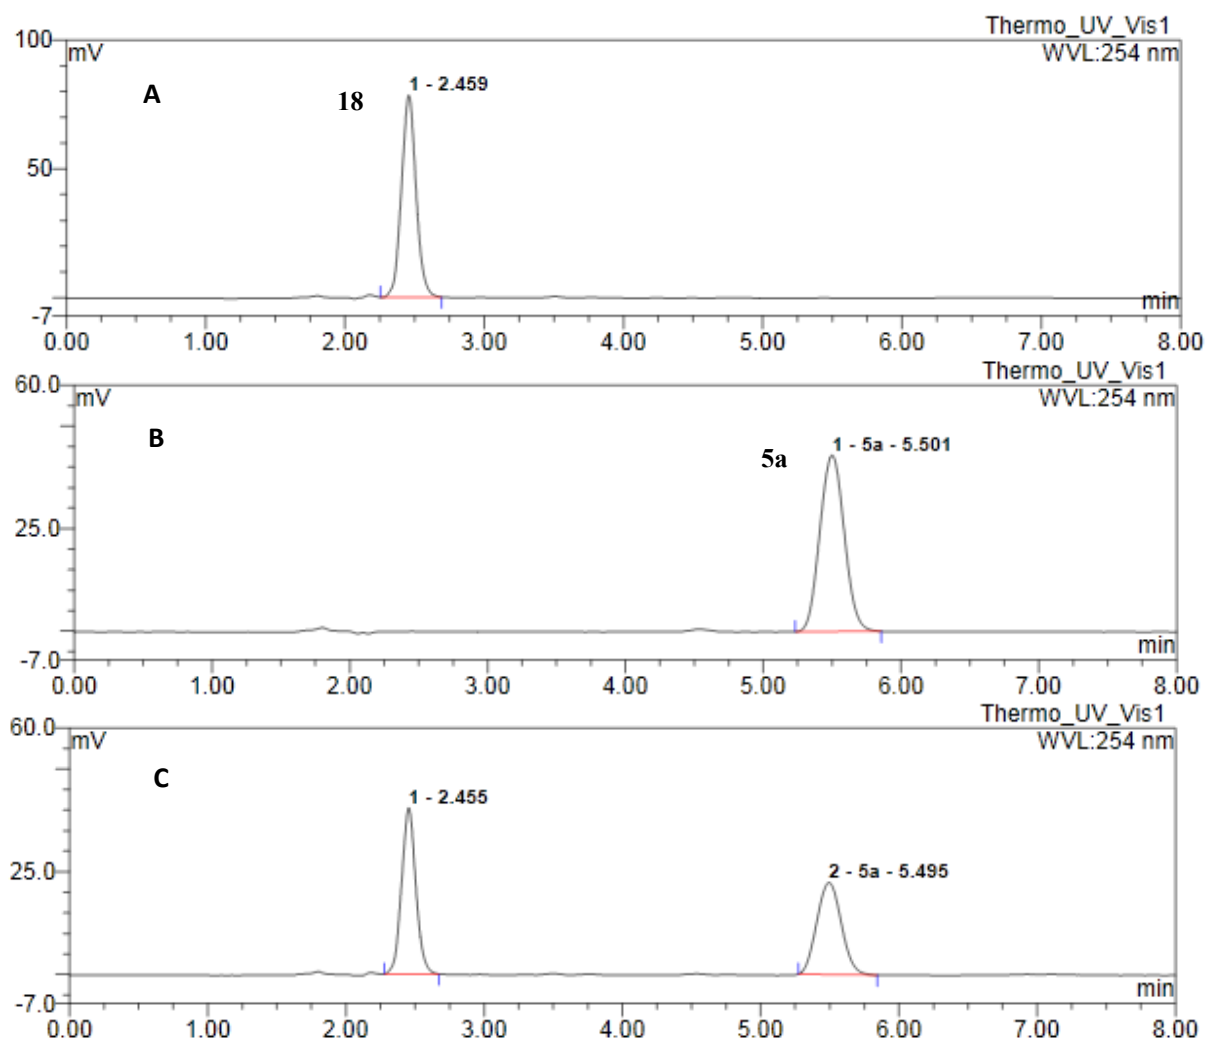 Thermo_UV_Vis1
100
mV
WVL:254 nm
A
18
1 - 2.459
50
min
-7
0.00 1.00 2.00 3.00 4.00 5.00 6.00 7.00 8.00
Thermo_UV_Vis1
60.0
mV
WVL:254 nm
B
5a
1 - 5a - 5.501
25.0
min
-7.0
0.00 1.00 2.00 3.00 4.00 5.00 6.00 7.00 8.00
Thermo_UV_Vis1
60.0
mV
WVL:254 nm
C
1 - 2.455
25.0
2 - 5a - 5.495
min
-7.0
0.00 1.00 2.00 3.00 4.00 5.00 6.00 7.00 8.00